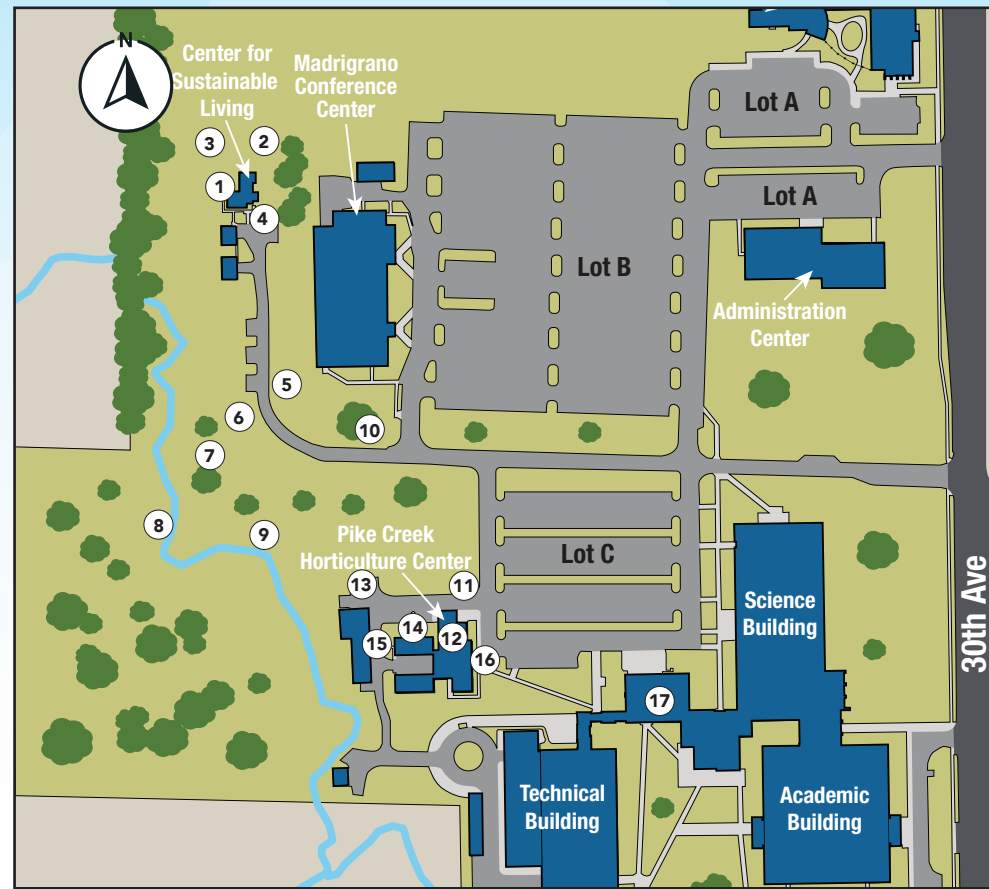 N
Center for
Sustainable
Living
Madrigrano
Conference
Center
Lot A
Lot A
Lot B
Administration
Center
3
2
1
4
5
6
10
7
8
9
Pike Creek
Horticulture Center
Lot C
13
11
14
12
15
16
17
Science
Building
30th Ave
Technical
Building
Academic
Building